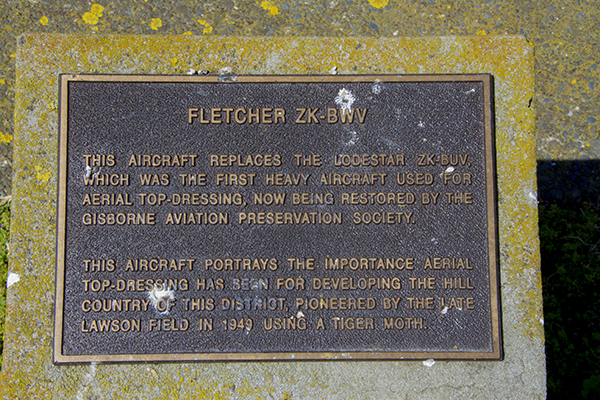 FLETCHER ZK-BWV
THIS AIRCRAFT REPLACES THE LODESTAR ZK-BUV,
WHICH WAS THE FIRST HEAVY AIRCRAFT USED FOR
AERIAL TOP-DRESSING, NOW BEING RESTORED BY THE
GISBORNE AVIATION PRESERVATION SOCIETY.
THIS AIRCRAFT PORTRAYS THE IMPORTANCE AERIAL
TOP-DRESSING HAS BEEN FOR DEVELOPING THE HILL
COUNTRY OF THIS DISTRICT, PIONEERED BY THE LATE
LAWSON FIELD IN 1949 USING A TIGER MOTH.